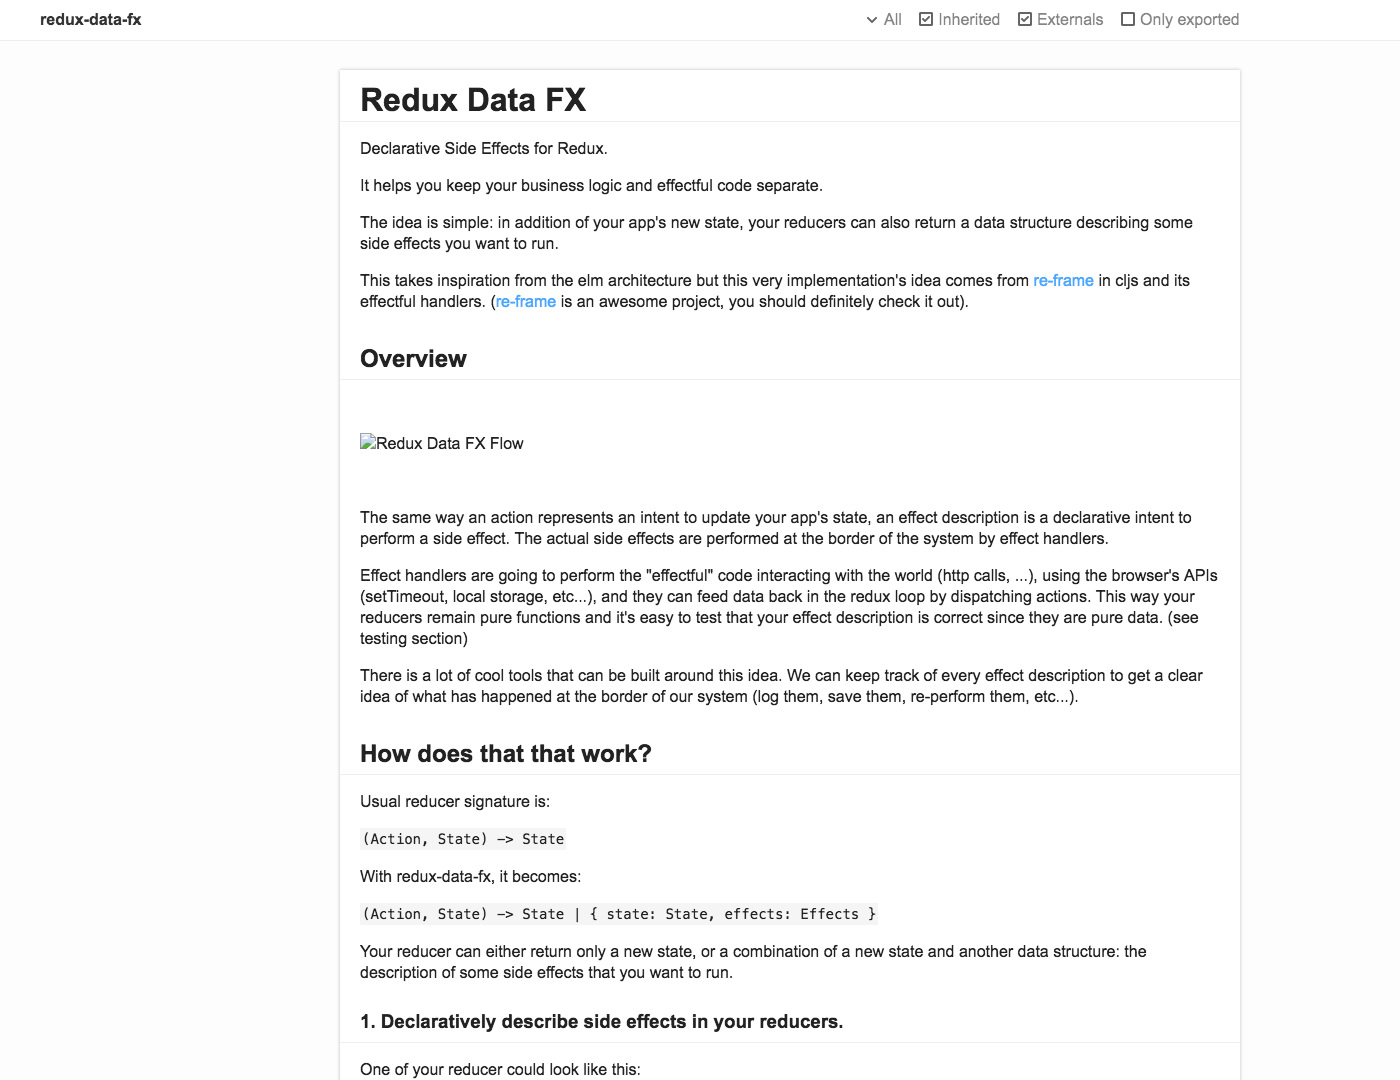 redux-data-fx
All
Inherited
Externals
Only exported
Redux Data FX
Declarative Side Effects for Redux.
It helps you keep your business logic and effectful code separate.
The idea is simple: in addition of your app's new state, your reducers can also return a data structure describing some
side effects you want to run.
This takes inspiration from the elm architecture but this very implementation's idea comes from re-frame in cljs and its
effectful handlers. (re-frame is an awesome project, you should definitely check it out).
Overview
Redux Data FX Flow
The same way an action represents an intent to update your app's state, an effect description is a declarative intent to
perform a side effect. The actual side effects are performed at the border of the system by effect handlers.
Effect handlers are going to perform the "effectful" code interacting with the world (http calls, ...), using the browser's APIs
(setTimeout, local storage, etc...), and they can feed data back in the redux loop by dispatching actions. This way your
reducers remain pure functions and it's easy to test that your effect description is correct since they are pure data. (see
testing section)
There is a lot of cool tools that can be built around this idea. We can keep track of every effect description to get a clear
idea of what has happened at the border of our system (log them, save them, re-perform them, etc...).
How does that that work?
Usual reducer signature is:
(Action, State) -> State
With redux-data-fx, it becomes:
(Action, State) -> State | { state: State, effects: Effects }
Your reducer can either return only a new state, or a combination of a new state and another data structure: the
description of some side effects that you want to run.
1. Declaratively describe side effects in your reducers.
One of your reducer could look like this: